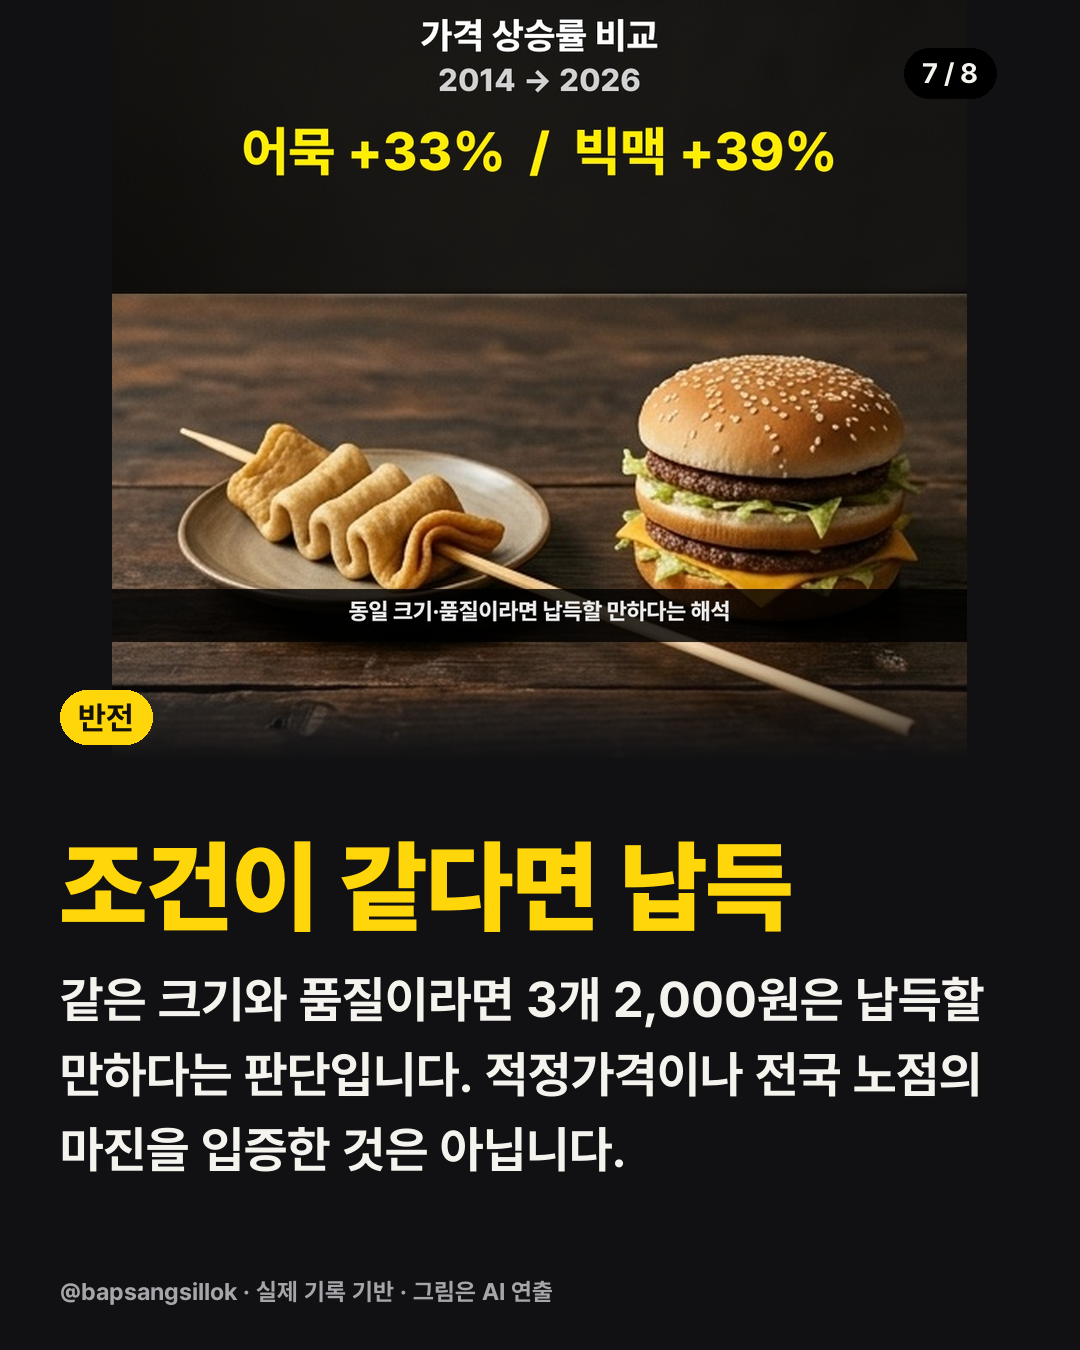 가격 상승률 비교
2014 → 2026
7 / 8
어묵 +33% / 빅맥 +39%
동일 크기·품질이라면 납득할 만하다는 해석
반전
조건이 같다면 납득
같은 크기와 품질이라면 3개 2,000원은 납득할
만하다는 판단입니다. 적정가격이나 전국 노점의
마진을 입증한 것은 아닙니다.
@bapsangsillok · 실제 기록 기반 · 그림은 AI 연출